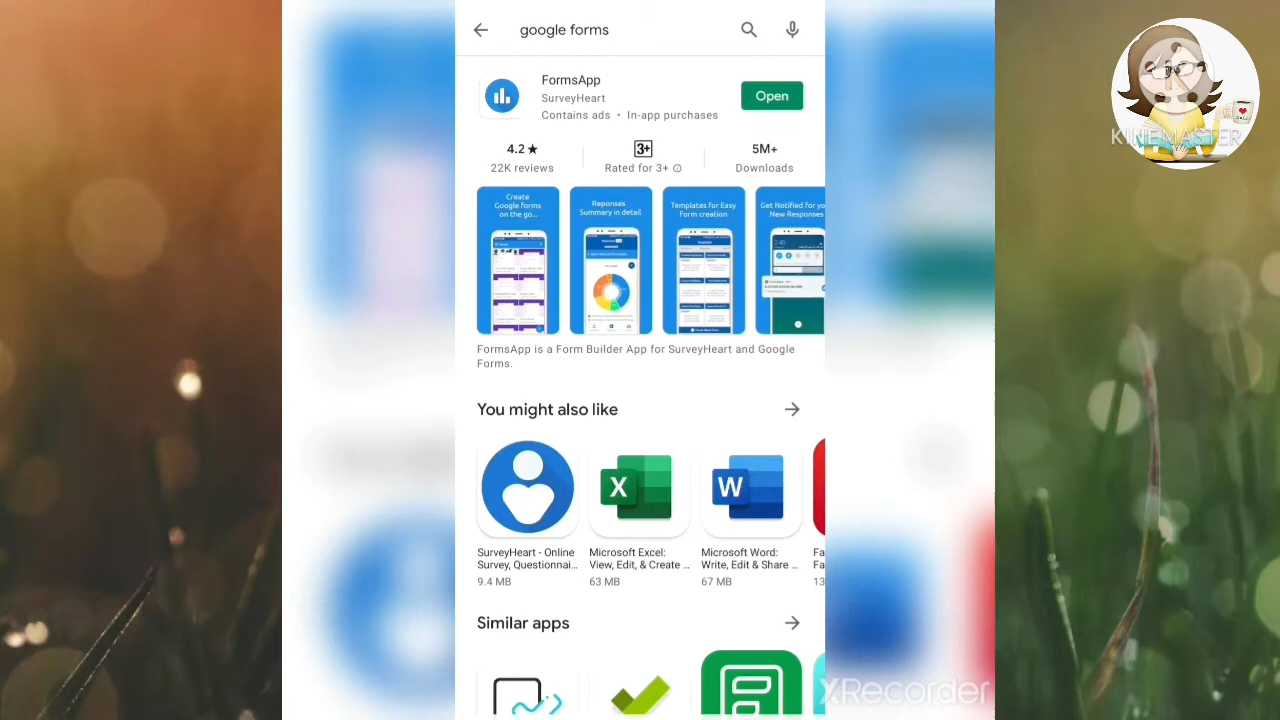 google forms
FormsApp
SurveyHeart
Contains ads • In-app purchases
Open
4.2★
22K reviews
3+
Rated for 3+
5M+
Downloads
Create
Google forms
on the go...
Reponses
Summary in detail
Templates for Easy
Form creation
Get Notified for yo
New Responses
FormsApp is a Form Builder App for SurveyHeart and Google
Forms.
You might also like
X
W
SurveyHeart - Online
Survey, Questionnai...
9.4 MB
Microsoft Excel:
View, Edit, & Create ...
63 MB
Microsoft Word:
Write, Edit & Share ...
67 MB
Fa
Fa
13
Similar apps
KINEMASTER
XRecorder